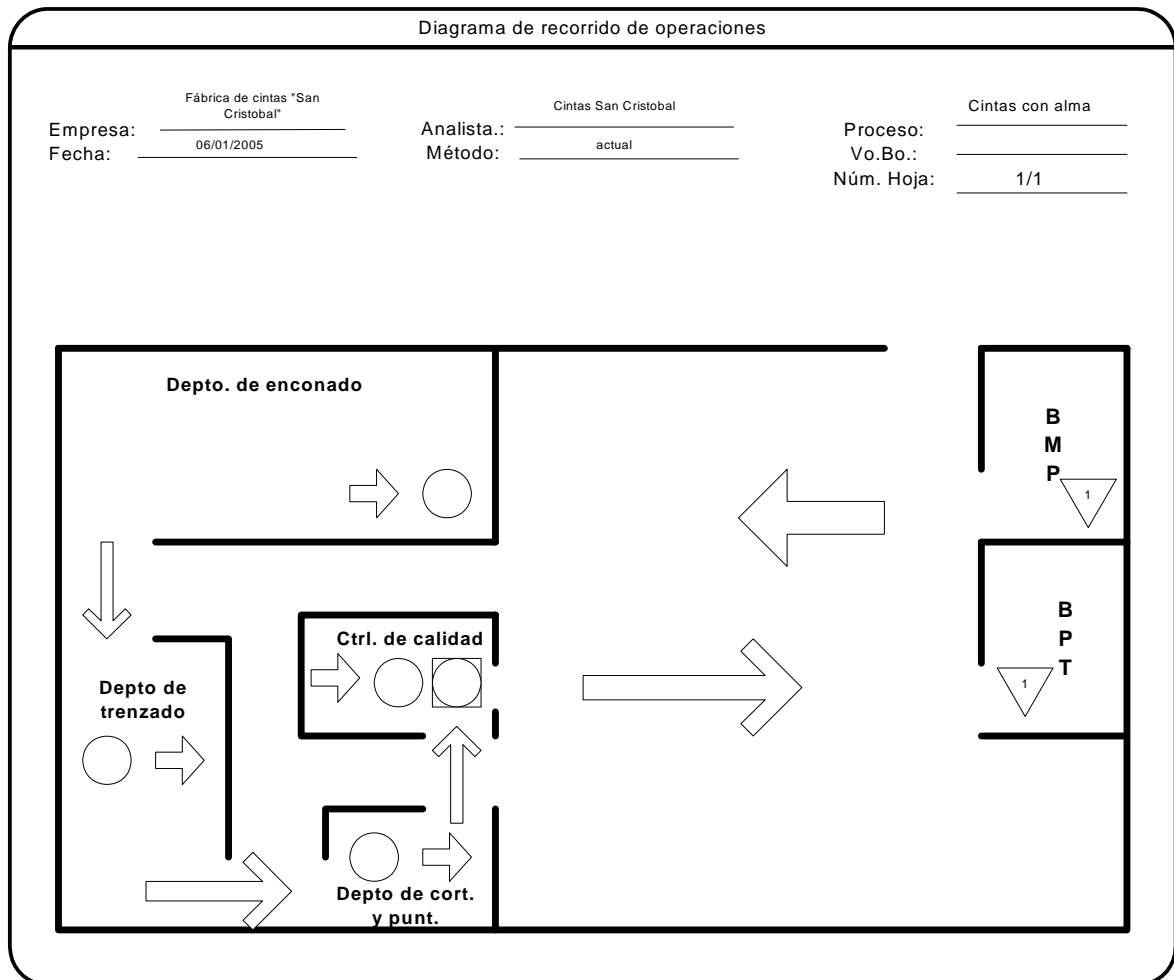 Diagrama de recorrido de operaciones
Fábrica de cintas "San
Cristobal"
Empresa:
Fecha: 06/01/2005
Cintas San Cristobal
Analista.:
Método: actual
Cintas con alma
Proceso:
Vo.Bo.:
Núm. Hoja: 1/1
Depto. de enconado
B
M
P
1
Ctrl. de calidad
B
P
T
1
Depto de
trenzado
Depto de cort.
y punt.